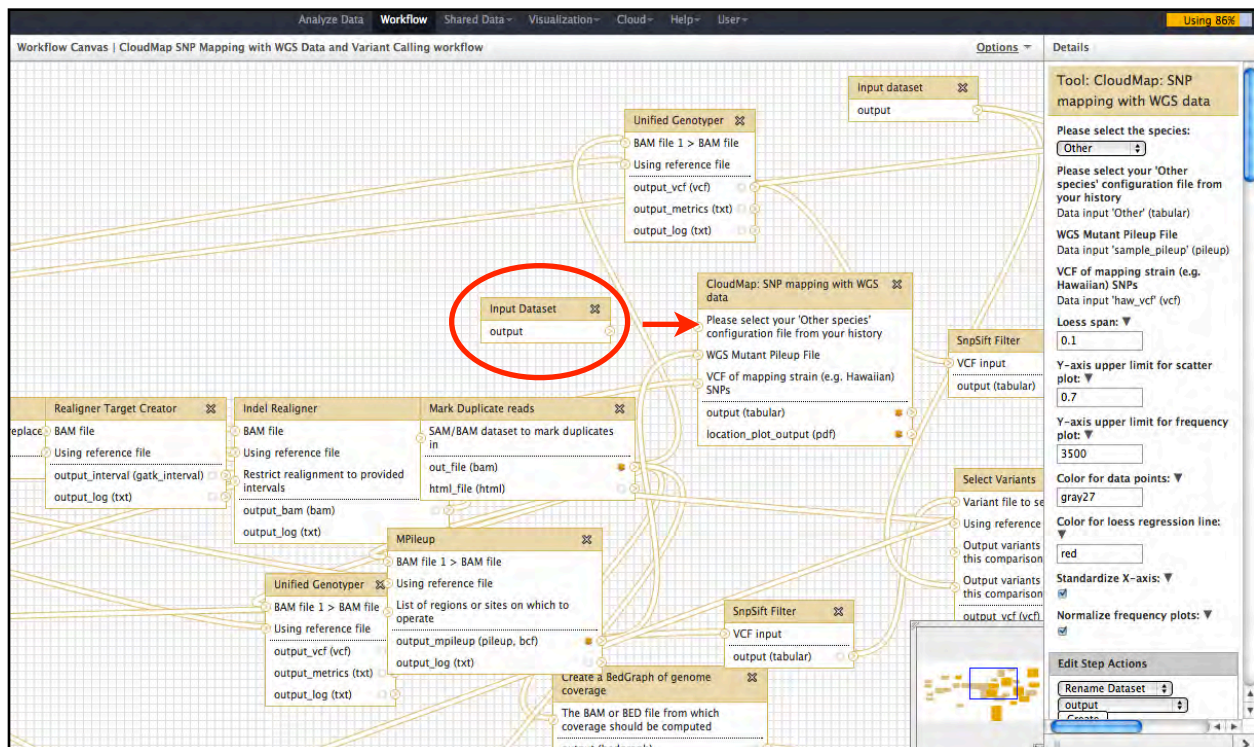 Analyze Data Workflow Shared Data Visualization Cloud Help User
Using 86%
Workflow Canvas | CloudMap SNP Mapping with WGS Data and Variant Calling workflow
Options
Details
Input dataset
output
Unified Genotyper
BAM file 1 > BAM file
Using reference file
output_vcf (vcf)
output_metrics (txt)
output_log (txt)
Input Dataset
output
CloudMap: SNP mapping with WGS
data
Please select your 'Other species'
configuration file from your history
WGS Mutant Pileup File
VCF of mapping strain (e.g. Hawaiian)
SNPs
output (tabular)
location_plot_output (pdf)
SnpSift Filter
VCF input
output (tabular)
Realigner Target Creator
BAM file
Using reference file
output_interval (gatk_interval)
output_log (txt)
Indel Realigner
BAM file
Using reference file
Restrict realignment to provided
intervals
output_bam (bam)
output_log (txt)
Mark Duplicate reads
SAM/BAM dataset to mark duplicates
in
out_file (bam)
html_file (html)
MPileup
BAM file 1 > BAM file
Using reference file
List of regions or sites on which to
operate
output_mpileup (pileup, bcf)
output_log (txt)
Unified Genotyper
BAM file 1 > BAM file
Using reference file
output_vcf (vcf)
output_metrics (txt)
output_log (txt)
SnpSift Filter
VCF input
output (tabular)
Select Variants
Variant file to se
Using reference
Output variants
this comparison
Output variants
this comparison
output_vcf (vcf)
Create a BedGraph of genome
coverage
The BAM or BED file from which
coverage should be computed
Tool: CloudMap: SNP
mapping with WGS data
Please select the species:
Other
Please select your 'Other
species' configuration file from
your history
Data input 'Other' (tabular)
WGS Mutant Pileup File
Data input 'sample_pileup' (pileup)
VCF of mapping strain (e.g.
Hawaiian) SNPs
Data input 'haw_vcf' (vcf)
Loess span:
0.1
Y-axis upper limit for scatter
plot:
0.7
Y-axis upper limit for frequency
plot:
3500
Color for data points:
gray27
Color for loess regression line:
red
Standardize X-axis:
Normalize frequency plots:
Edit Step Actions
Rename Dataset
output
Create